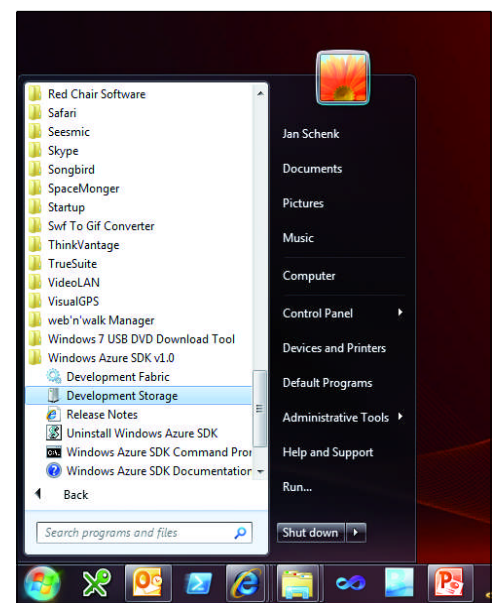 Red Chair Software
Safari
Seesmic
Skype
Songbird
SpaceMonger
Startup
Swf To Gif Converter
ThinkVantage
TrueSuite
VideoLAN
VisualGPS
web'n'walk Manager
Windows 7 USB DVD Download Tool
Windows Azure SDK v1.0
Development Fabric
Development Storage
Release Notes
Uninstall Windows Azure SDK
Windows Azure SDK Command Pror
Windows Azure SDK Documentation
Back
Search programs and files
Jan Schenk
Documents
Pictures
Music
Computer
Control Panel
Devices and Printers
Default Programs
Administrative Tools
Help and Support
Run...
Shut down